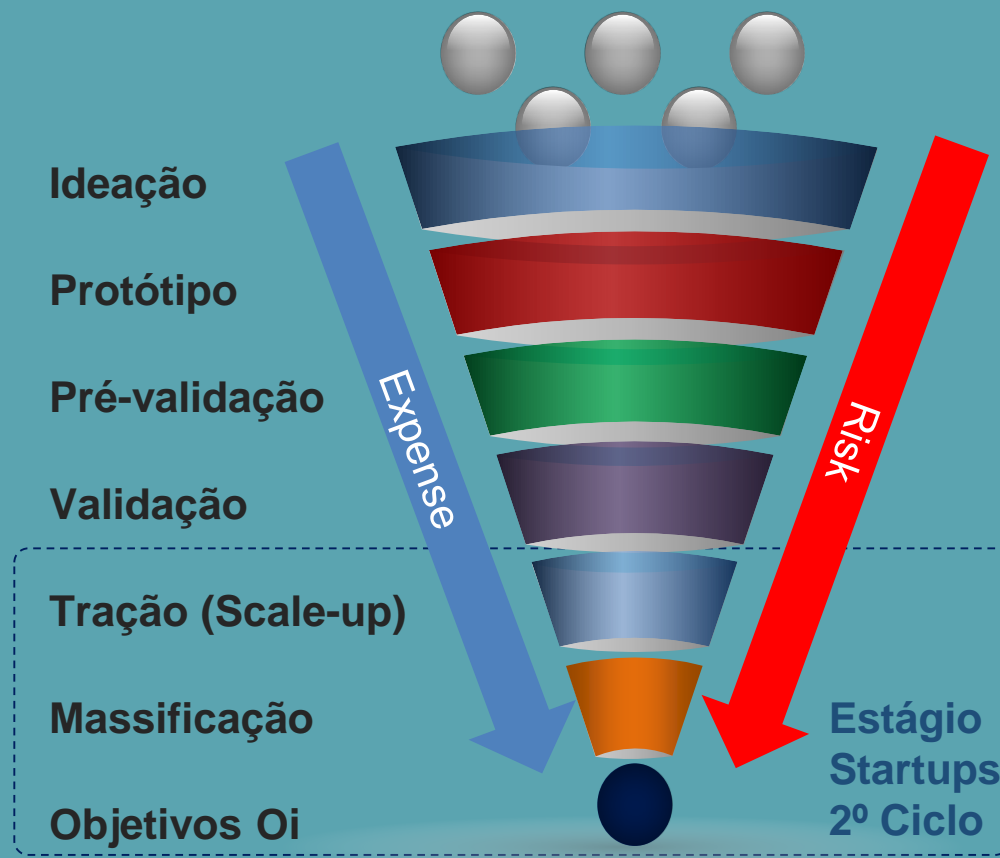 Ideação
Protótipo
Pré-validação
Validação
Tração (Scale-up)
Massificação
Objetivos Oi
Expense
Risk
Estágio
Startups
2º Ciclo